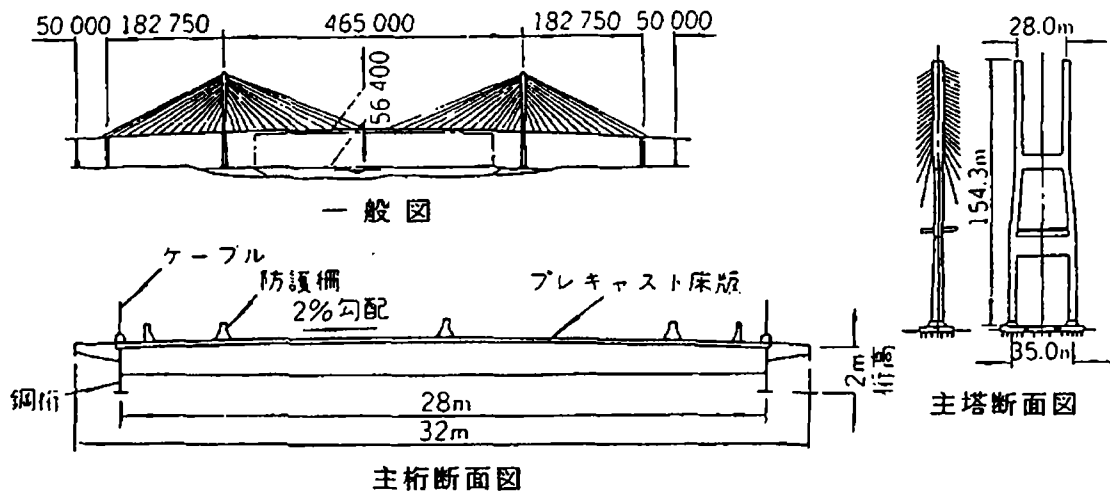 50 000 182 750 465 000 182 750 50 000
56 400
一般図
28.0m
154.3m
35.0m
主塔断面図
ケーブル
防護柵
2%勾配
プレキャスト床版
鋼桁
2m
桁高
28m
32m
主桁断面図